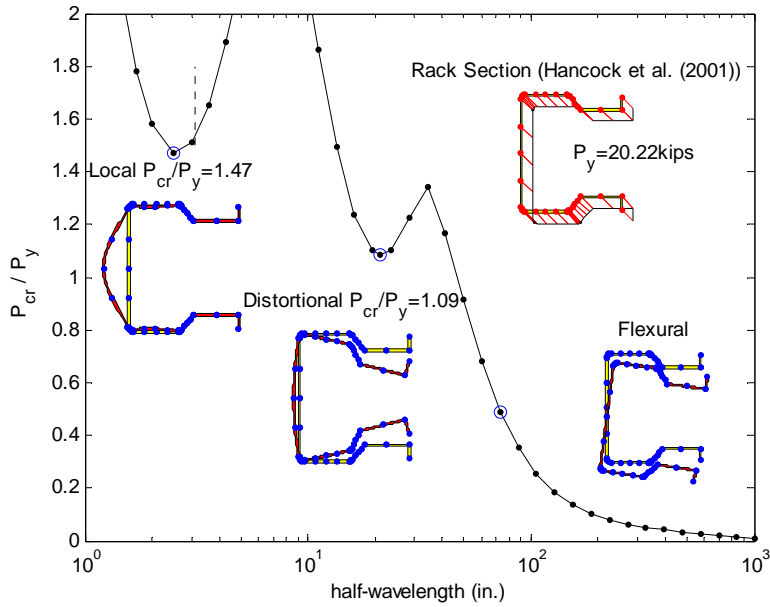 2
1.8
1.6
1.4
1.2
1
0.8
0.6
0.4
0.2
0
P_cr / P_y
Rack Section (Hancock et al. (2001))
P_y=20.22kips
Local P_cr/P_y=1.47
Distortional P_cr/P_y=1.09
Flexural
10^0 10^1 10^2 10^3
half-wavelength (in.)